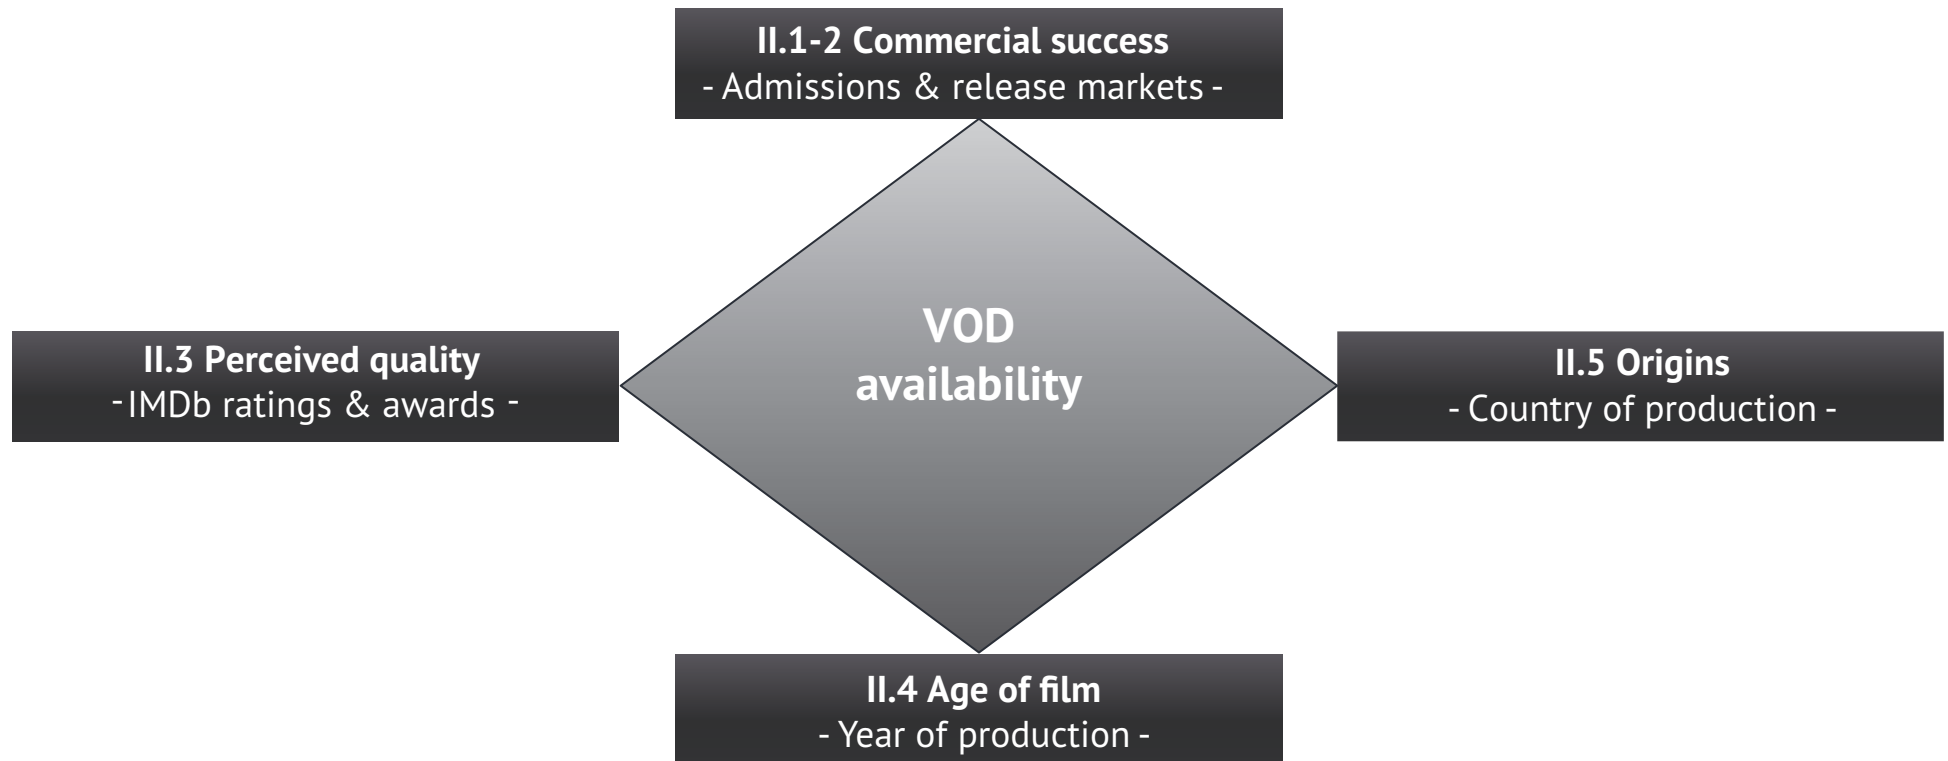 II.1-2 Commercial success
- Admissions & release markets -
VOD
availability
II.3 Perceived quality
- IMDb ratings & awards -
II.5 Origins
- Country of production -
II.4 Age of film
- Year of production -